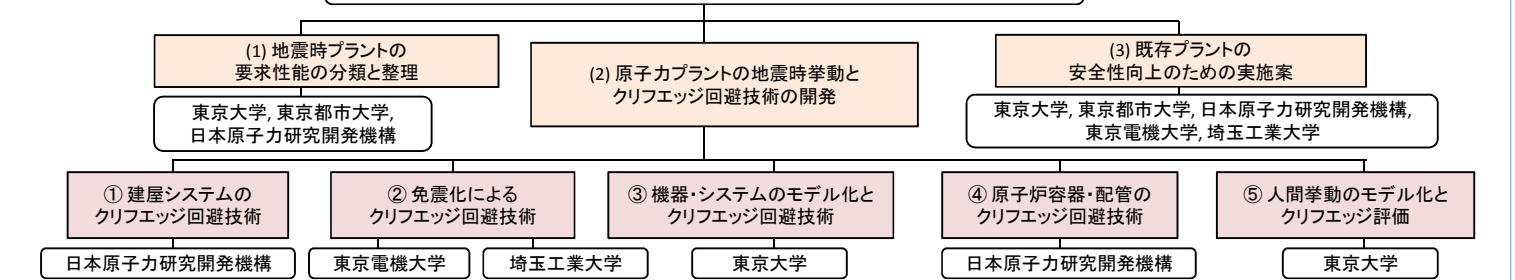 (1) 地震時プラントの
要求性能の分類と整理
東京大学, 東京都市大学,
日本原子力研究開発機構
(2) 原子力プラントの地震時挙動と
クリフエッジ回避技術の開発
(3) 既存プラントの
安全性向上のための実施案
東京大学, 東京都市大学, 日本原子力研究開発機構,
東京電機大学, 埼玉工業大学
① 建屋システムの
クリフエッジ回避技術
日本原子力研究開発機構
② 免震化による
クリフエッジ回避技術
東京電機大学
埼玉工業大学
③ 機器・システムのモデル化と
クリフエッジ回避技術
東京大学
④ 原子炉容器・配管の
クリフエッジ回避技術
日本原子力研究開発機構
⑤ 人間挙動のモデル化と
クリフエッジ評価
東京大学